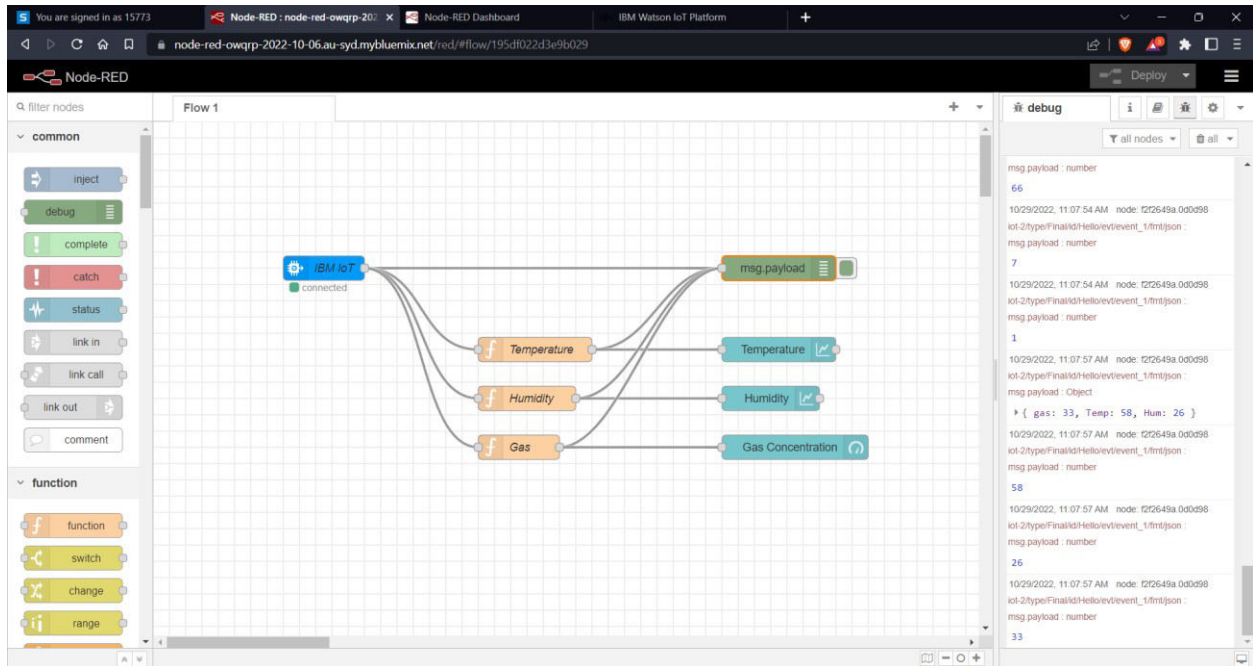 You are signed in as 15773
Node-RED : node-red-owqrp-202
Node-RED Dashboard
IBM Watson IoT Platform
node-red-owqrp-2022-10-06.au-syd.mybluemix.net/red/#flow/195df022d3e9b029
Node-RED
Deploy
filter nodes
common
inject
debug
complete
catch
status
link in
link call
link out
comment
function
function
switch
change
range
Flow 1
IBM IoT
connected
msg.payload
Temperature
Temperature
Humidity
Humidity
Gas
Gas Concentration
debug
all nodes
all
msg.payload : number
66
10/29/2022, 11:07:54 AM node: f2f2649a.0d0d98
iot-2/type/Final/id/Hello/evt/event_1/fmt/json :
msg.payload : number
7
10/29/2022, 11:07:54 AM node: f2f2649a.0d0d98
iot-2/type/Final/id/Hello/evt/event_1/fmt/json :
msg.payload : number
1
10/29/2022, 11:07:57 AM node: f2f2649a.0d0d98
iot-2/type/Final/id/Hello/evt/event_1/fmt/json :
msg.payload : Object
{ gas: 33, Temp: 58, Hum: 26 }
10/29/2022, 11:07:57 AM node: f2f2649a.0d0d98
iot-2/type/Final/id/Hello/evt/event_1/fmt/json :
msg.payload : number
58
10/29/2022, 11:07:57 AM node: f2f2649a.0d0d98
iot-2/type/Final/id/Hello/evt/event_1/fmt/json :
msg.payload : number
26
10/29/2022, 11:07:57 AM node: f2f2649a.0d0d98
iot-2/type/Final/id/Hello/evt/event_1/fmt/json :
msg.payload : number
33